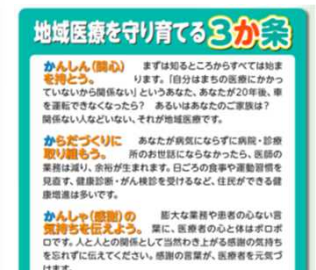 地域医療を守り育てる3か条
かんしん(関心)を持とう。
まずは知るところからすべては始まります。「自分はまちの医療にかかっ
ていないから関係ない」というあなた、あなたが20年後、車
を運転できなくなったら? あるいはあなたのご家族は?
関係ない人などいない、それが地域医療です。
からだづくりに取り組もう。
あなたが病気にならずに病院・診療所のお世話にならなかったら、医師の
業務は減り、余裕が生まれます。日ごろの食事や運動習慣を
見直す、健康診断・がん検診を受けるなど、住民ができる健
康増進は多いです。
かんしゃ(感謝)の気持ちを伝えよう。
膨大な業務や患者の心ない言葉に、医療者の心と体はボロボ
ロです。人と人との関係として当然わき上がる感謝の気持ち
を忘れずに伝えてください。感謝の言葉が、医療者を元気づ
けます。